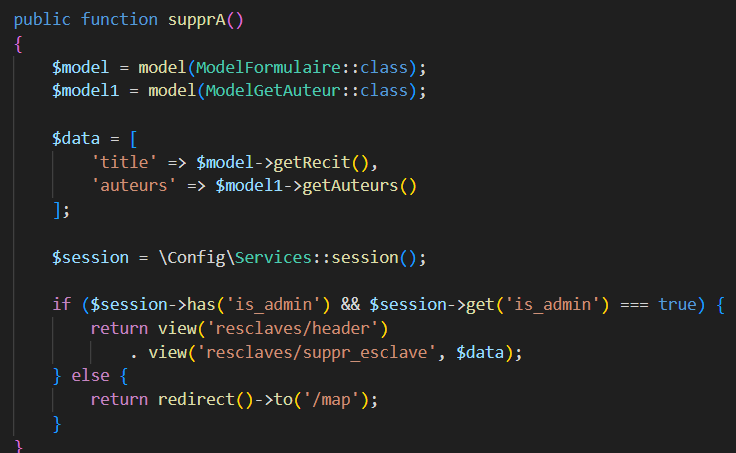 public function supprA()
{
    $model = model(ModelFormulaire::class);
    $model1 = model(ModelGetAuteur::class);

    $data = [
        'title' => $model->getRecit(),
        'auteurs' => $model1->getAuteurs()
    ];

    $session = \Config\Services::session();

    if ($session->has('is_admin') && $session->get('is_admin') === true) {
        return view('resclaves/header')
            . view('resclaves/suppr_esclave', $data);
    } else {
        return redirect()->to('/map');
    }
}